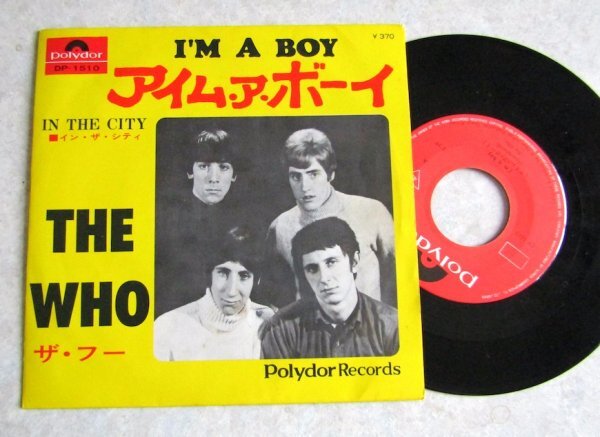 polydor
DP-1510
I'M A BOY
¥370
アイム・ア・ボーイ
IN THE CITY
■イン・ザ・シティ
THE
WHO
ザ・フー
Polydor Records
polydor